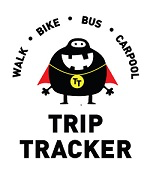 WALK • BIKE • BUS • CARPOOL
TT
TRIP
TRACKER